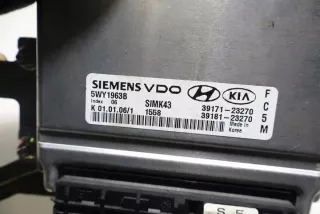 SIEMENS VDO
KIA
5WY1963B
39171-23270
Index 06
SIMK43
39181-23270
K 01.01.06/1
1558
Made in Korea
F C 5 M
S F